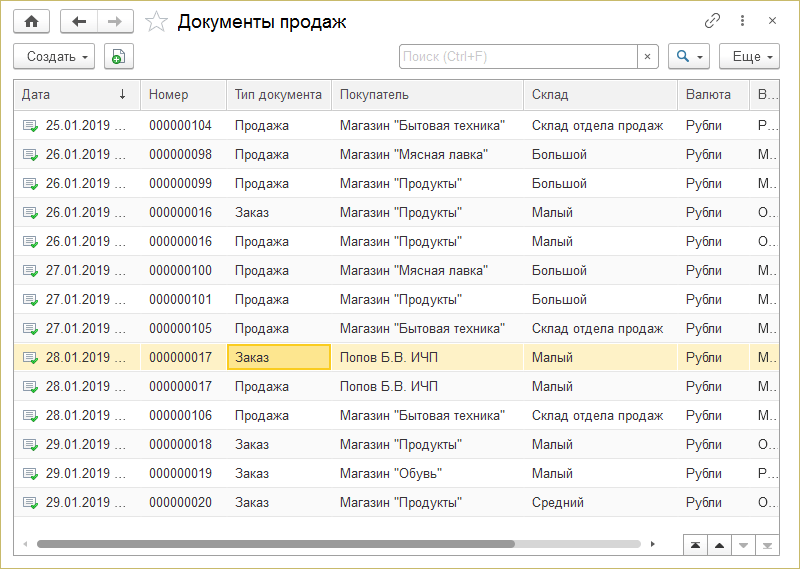 Документы продаж
Создать Поиск (Ctrl+F) × Еще
Дата ↓ Номер Тип документа Покупатель Склад Валюта В...
25.01.2019 ... 000000104 Продажа Магазин "Бытовая техника" Склад отдела продаж Рубли Р...
26.01.2019 ... 000000098 Продажа Магазин "Мясная лавка" Большой Рубли М...
26.01.2019 ... 000000099 Продажа Магазин "Продукты" Большой Рубли М...
26.01.2019 ... 000000016 Заказ Магазин "Продукты" Малый Рубли О...
26.01.2019 ... 000000016 Продажа Магазин "Продукты" Малый Рубли О...
27.01.2019 ... 000000100 Продажа Магазин "Мясная лавка" Большой Рубли М...
27.01.2019 ... 000000101 Продажа Магазин "Продукты" Большой Рубли М...
27.01.2019 ... 000000105 Продажа Магазин "Бытовая техника" Склад отдела продаж Рубли М...
28.01.2019 ... 000000017 Заказ Попов Б.В. ИЧП Малый Рубли М...
28.01.2019 ... 000000017 Продажа Попов Б.В. ИЧП Малый Рубли М...
28.01.2019 ... 000000106 Продажа Магазин "Бытовая техника" Склад отдела продаж Рубли М...
29.01.2019 ... 000000018 Заказ Магазин "Продукты" Малый Рубли О...
29.01.2019 ... 000000019 Заказ Магазин "Обувь" Малый Рубли Р...
29.01.2019 ... 000000020 Заказ Магазин "Продукты" Средний Рубли О...